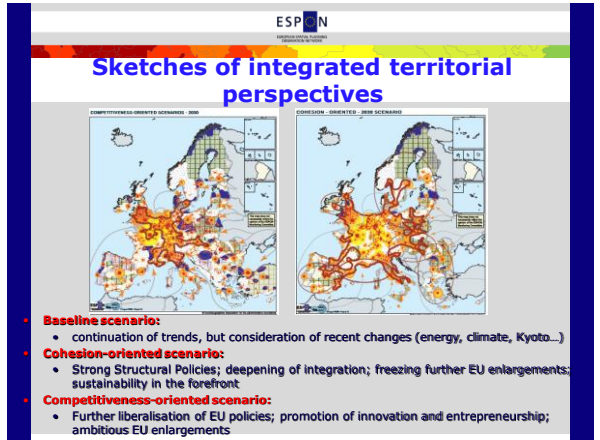 ESPON
EUROPEAN SPATIAL PLANNING
OBSERVATION NETWORK
Sketches of integrated territorial
perspectives
COMPETITIVENESS-ORIENTED SCENARIOS - 2030
COHESION - ORIENTED - 2030 SCENARIO
• Baseline scenario:
• continuation of trends, but consideration of recent changes (energy, climate, Kyoto…)
• Cohesion-oriented scenario:
• Strong Structural Policies; deepening of integration; freezing further EU enlargements;
sustainability in the forefront
• Competitiveness-oriented scenario:
• Further liberalisation of EU policies; promotion of innovation and entrepreneurship;
ambitious EU enlargements